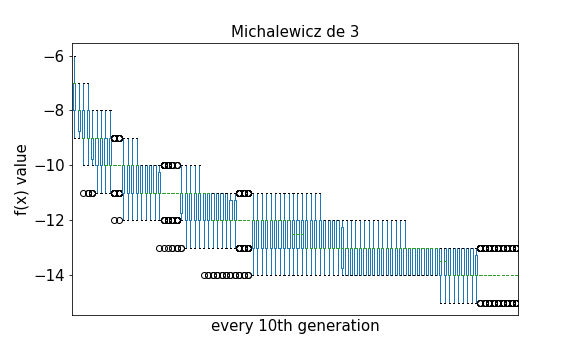 Michalewicz de 3
f(x) value
−6
−8
−10
−12
−14
every 10th generation